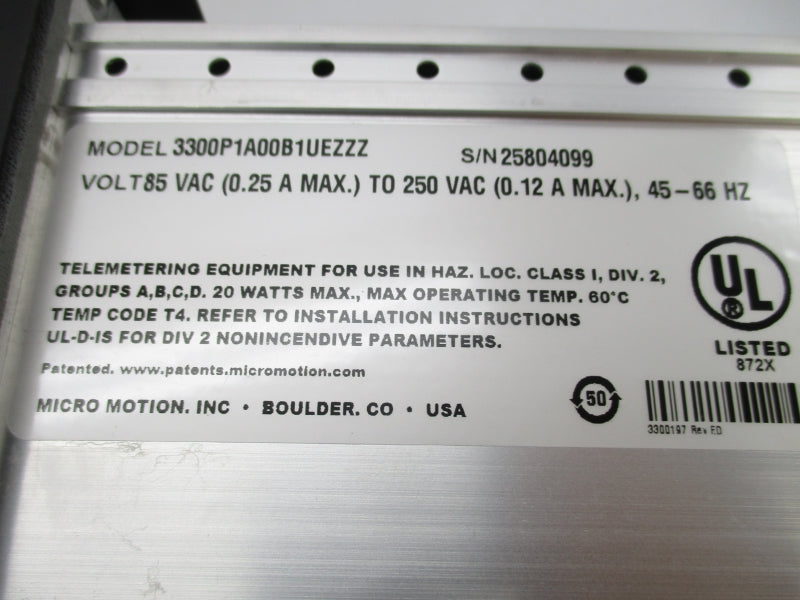 MODEL 3300P1A00B1UEZZZ S/N 25804099
VOLT 85 VAC (0.25 A MAX.) TO 250 VAC (0.12 A MAX.), 45-66 HZ
TELEMETERING EQUIPMENT FOR USE IN HAZ. LOC. CLASS I, DIV. 2,
GROUPS A,B,C,D. 20 WATTS MAX., MAX OPERATING TEMP. 60°C
TEMP CODE T4. REFER TO INSTALLATION INSTRUCTIONS
UL-D-IS FOR DIV 2 NONINCENDIVE PARAMETERS.
UL ®
LISTED
872X
Patented. www.patents.micromotion.com
MICRO MOTION. INC · BOULDER. CO · USA
50
3300197 Rev FD